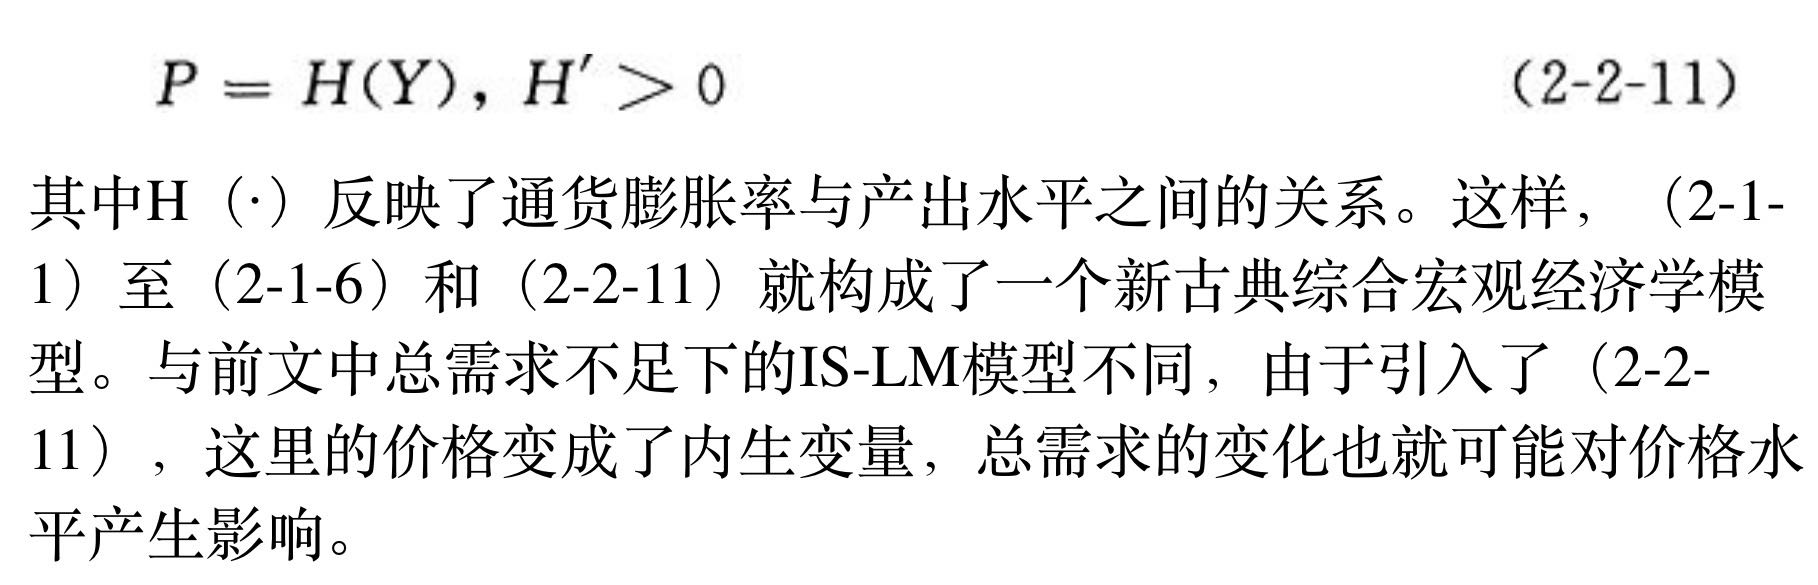 P = H(Y), H′ > 0 (2-2-11)
其中H（·）反映了通货膨胀率与产出水平之间的关系。这样，（2-1-
1）至（2-1-6）和（2-2-11）就构成了一个新古典综合宏观经济学模
型。与前文中总需求不足下的IS-LM模型不同，由于引入了（2-2-
11），这里的价格变成了内生变量，总需求的变化也就可能对价格水
平产生影响。